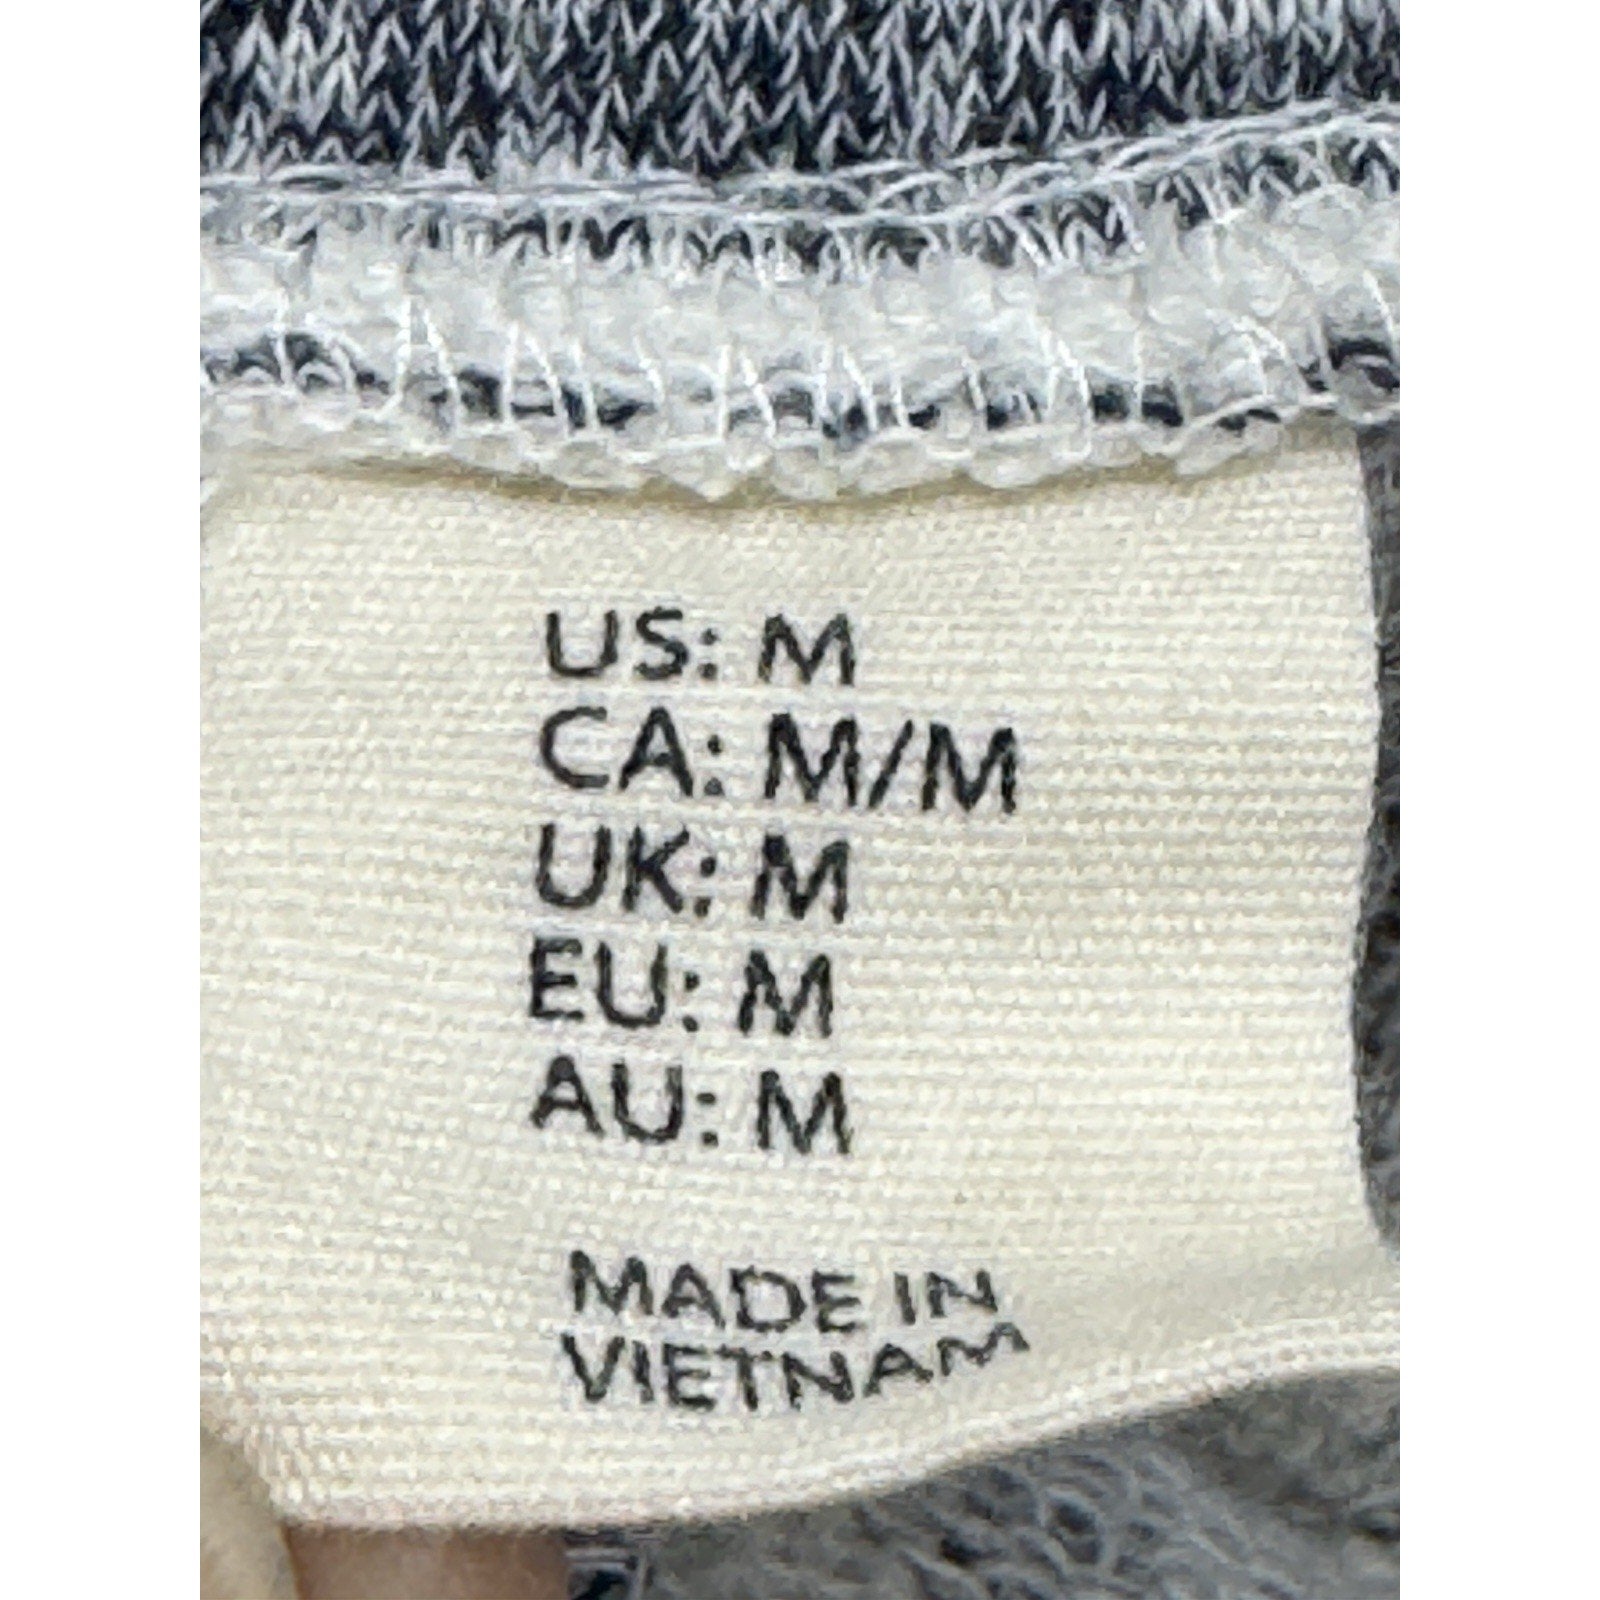 US: M
CA: M/M
UK: M
EU: M
AU: M
MADE IN
VIETNAM